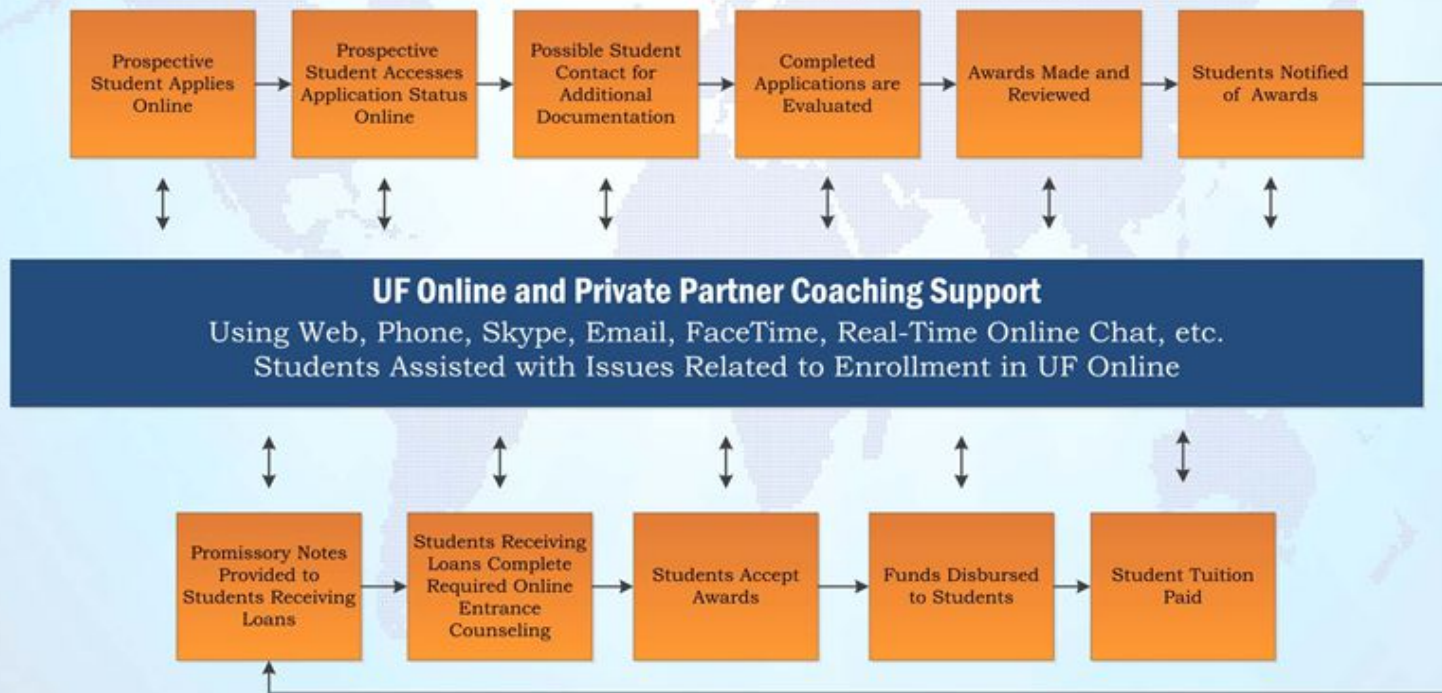 Prospective
Student Applies
Online
Prospective
Student Accesses
Application Status
Online
Possible Student
Contact for
Additional
Documentation
Completed
Applications are
Evaluated
Awards Made and
Reviewed
Students Notified
of Awards
UF Online and Private Partner Coaching Support
Using Web, Phone, Skype, Email, FaceTime, Real-Time Online Chat, etc.
Students Assisted with Issues Related to Enrollment in UF Online
Promissory Notes
Provided to
Students Receiving
Loans
Students Receiving
Loans Complete
Required Online
Entrance
Counseling
Students Accept
Awards
Funds Disbursed
to Students
Student Tuition
Paid